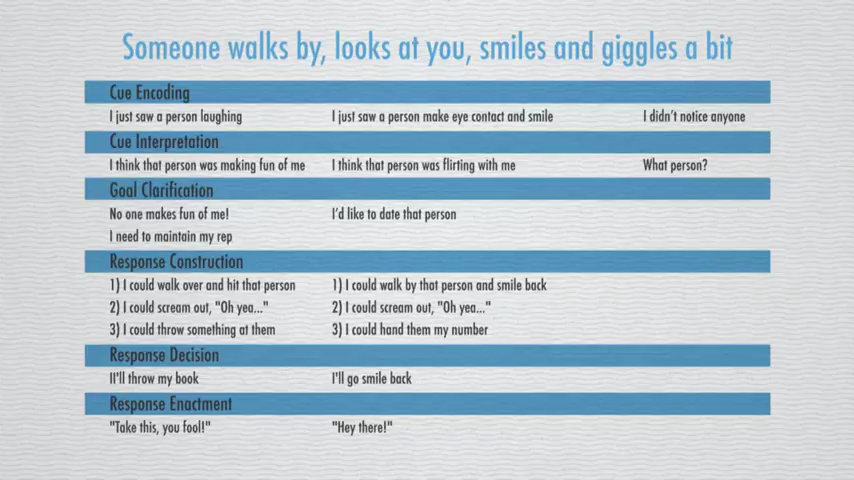 Someone walks by, looks at you, smiles and giggles a bit
Cue Encoding
I just saw a person laughing I just saw a person make eye contact and smile I didn't notice anyone
Cue Interpretation
I think that person was making fun of me I think that person was flirting with me What person?
Goal Clarification
No one makes fun of me! I'd like to date that person
I need to maintain my rep
Response Construction
1) I could walk over and hit that person 1) I could walk by that person and smile back
2) I could scream out, "Oh yea..." 2) I could scream out, "Oh yea..."
3) I could throw something at them 3) I could hand them my number
Response Decision
II'll throw my book I'll go smile back
Response Enactment
"Take this, you fool!" "Hey there!"